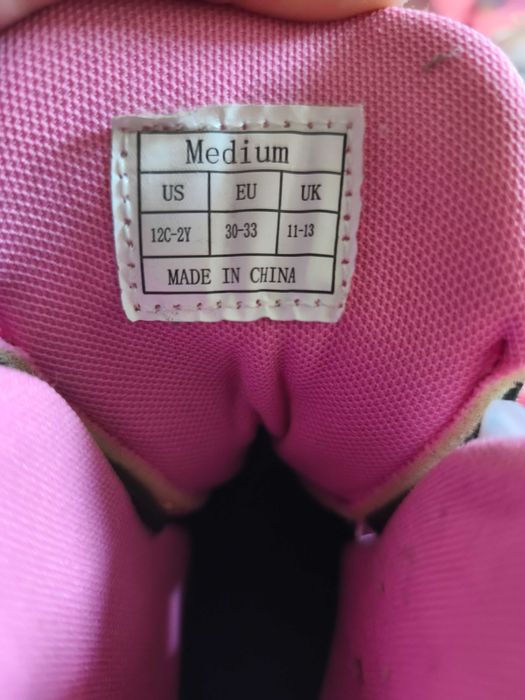 Medium
US EU UK
12C-2Y 30-33 11-13
MADE IN CHINA